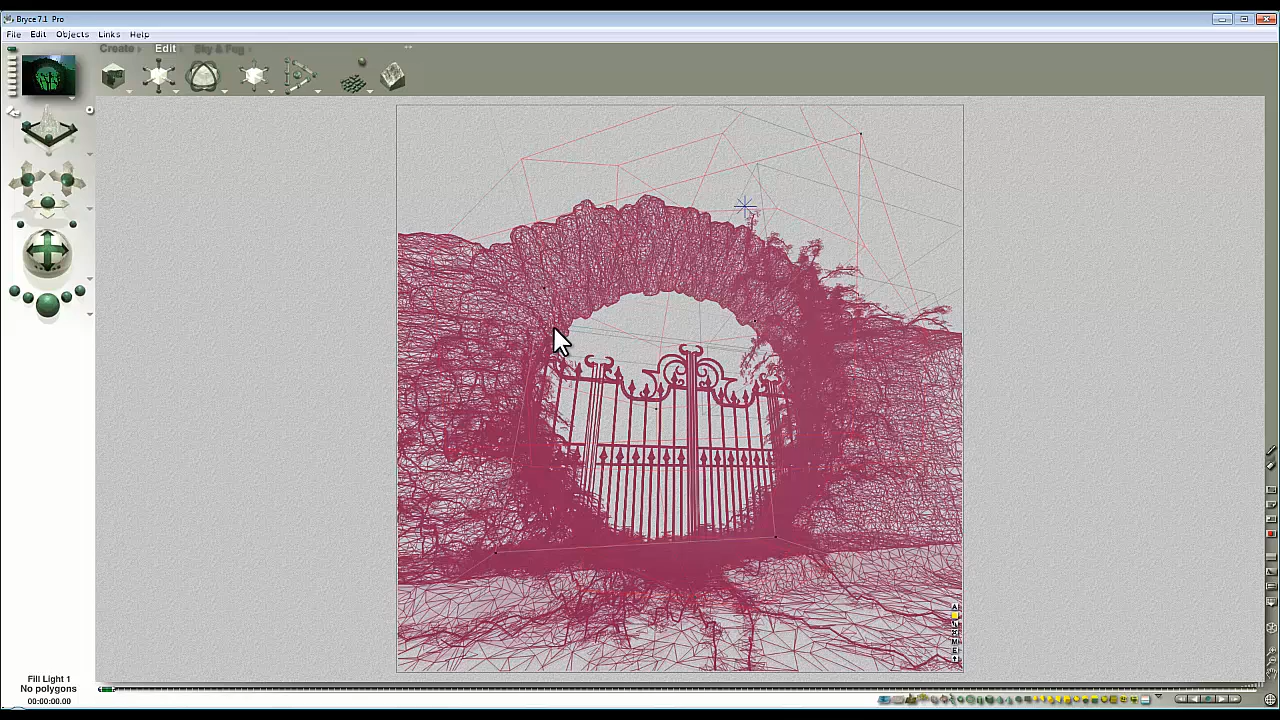 Bryce 7.1 Pro
File Edit Objects Links Help
Create Edit Sky & Fog
Fill Light 1
No polygons
00:00:00.00